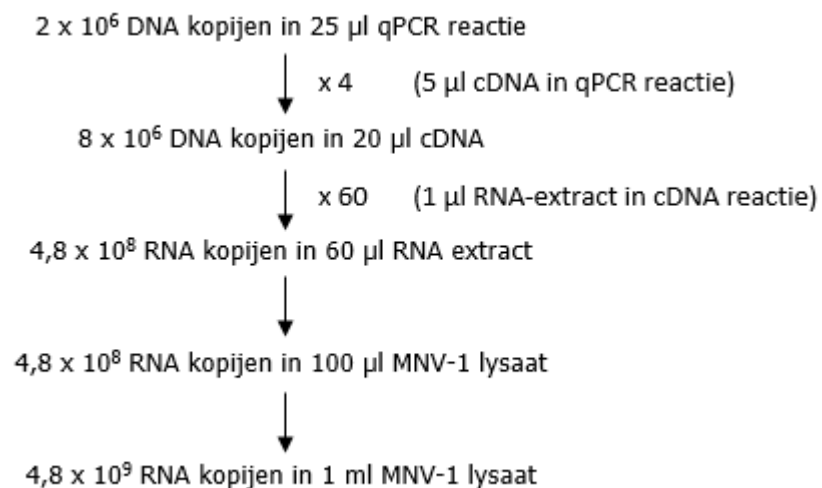 2 x 10⁶ DNA kopijen in 25 µl qPCR reactie
x 4 (5 µl cDNA in qPCR reactie)
8 x 10⁶ DNA kopijen in 20 µl cDNA
x 60 (1 µl RNA-extract in cDNA reactie)
4,8 x 10⁸ RNA kopijen in 60 µl RNA extract
4,8 x 10⁸ RNA kopijen in 100 µl MNV-1 lysaat
4,8 x 10⁹ RNA kopijen in 1 ml MNV-1 lysaat